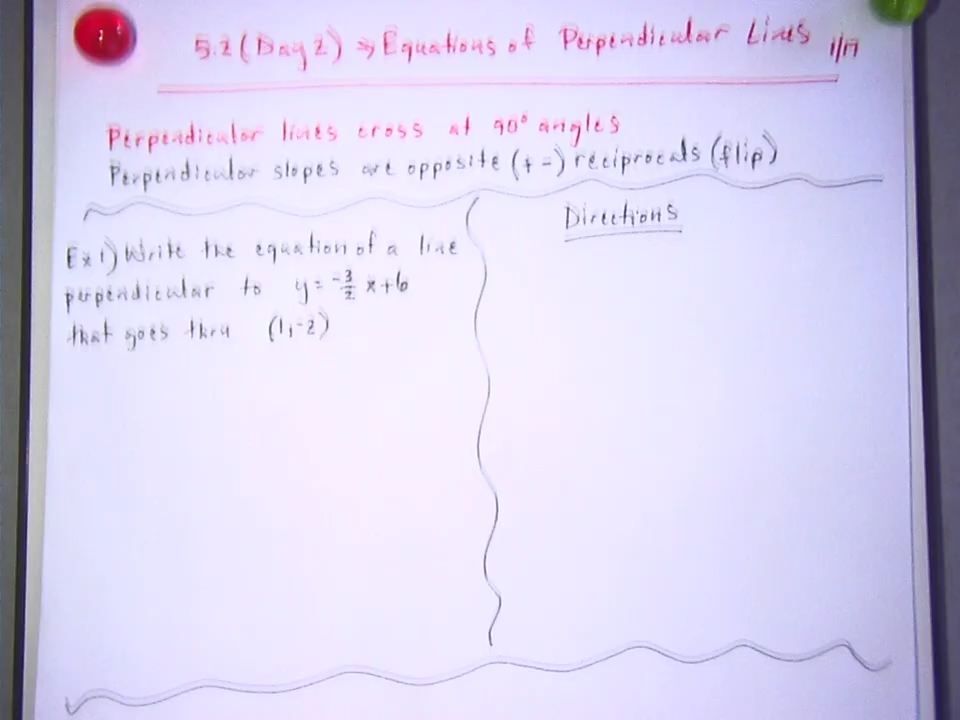 5.2 (Day 2) → Equations of Perpendicular Lines 1/17
Perpendicular lines cross at 90° angles
Perpendicular slopes are opposite (+ -) reciprocals (flip)
Ex 1) Write the equation of a line
perpendicular to y = -3/2 x + 6
that goes thru (1, -2)
Directions